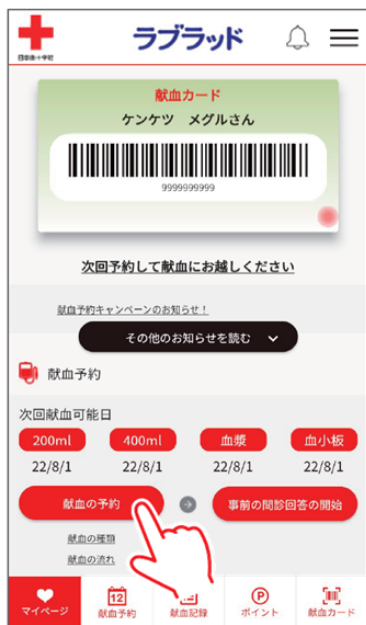 日本赤十字社
ラブラッド
献血カード
ケンケツ　メグルさん
9999999999
次回予約して献血にお越しください
献血予約キャンペーンのお知らせ！
その他のお知らせを読む
献血予約
次回献血可能日
200ml 400ml 血漿 血小板
22/8/1 22/8/1 22/8/1 22/8/1
献血の予約 事前の問診回答の開始
献血の種類
献血の流れ
12
マイページ 献血予約 献血記録 ポイント 献血カード